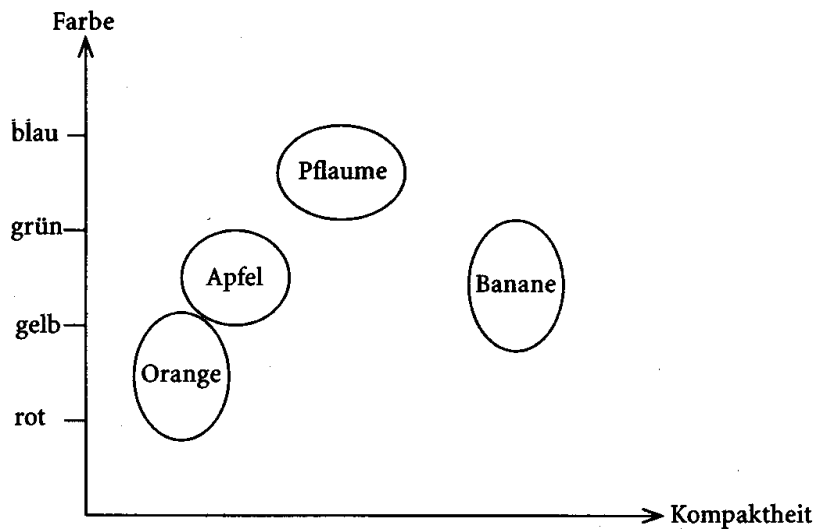 Farbe
blau
Pflaume
grün
Apfel
Banane
gelb
Orange
rot
Kompaktheit